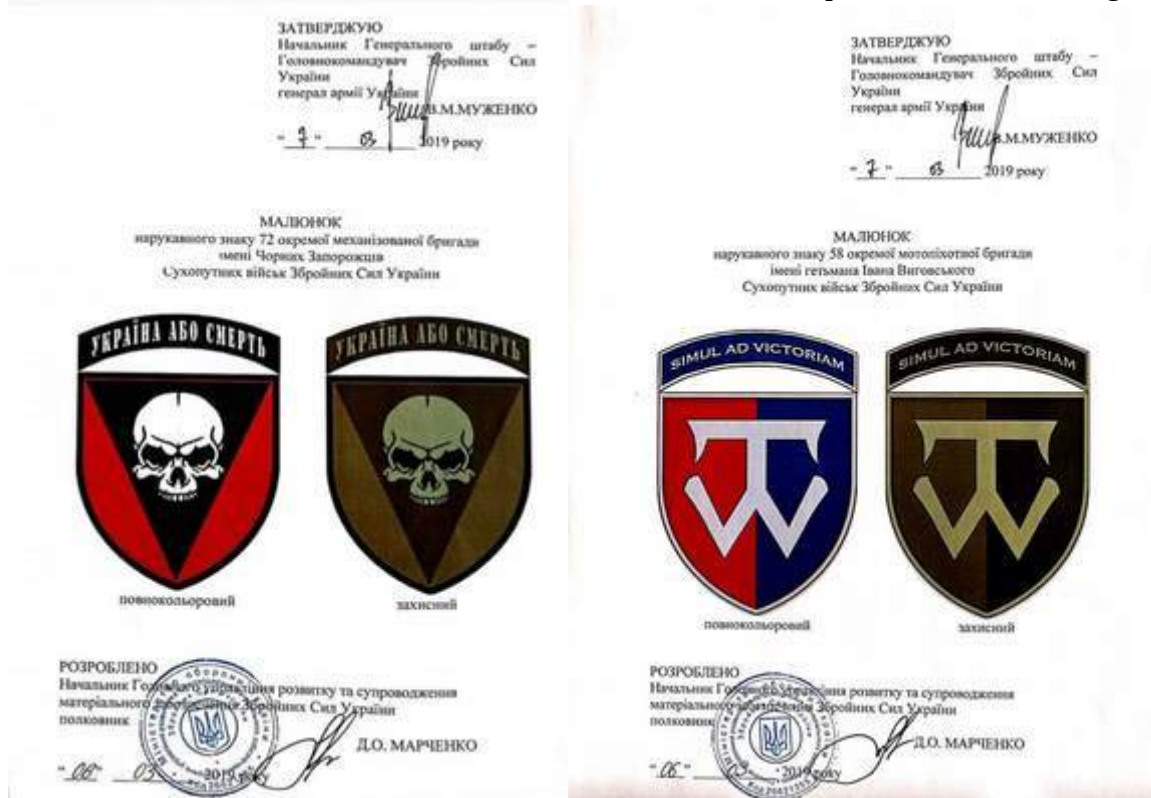 ЗАТВЕРДЖУЮ
Начальник Генерального штабу –
Головнокомандувач Збройних Сил
України
генерал армії України
В.М.МУЖЕНКО
"7" 03 2019 року
МАЛЮНОК
нарукавного знаку 72 окремої механізованої бригади
імені Чорних Запорожців
Сухопутних військ Збройних Сил України
УКРАЇНА АБО СМЕРТЬ
УКРАЇНА АБО СМЕРТЬ
повнокольоровий
захисний
РОЗРОБЛЕНО
Начальник Головного управління розвитку та супроводження
матеріального забезпечення Збройних Сил України
полковник
Д.О. МАРЧЕНКО
"06" 03 2019 року
ЗАТВЕРДЖУЮ
Начальник Генерального штабу –
Головнокомандувач Збройних Сил
України
генерал армії України
В.М.МУЖЕНКО
"7" 03 2019 року
МАЛЮНОК
нарукавного знаку 58 окремої мотопіхотної бригади
імені гетьмана Івана Виговського
Сухопутних військ Збройних Сил України
SIMUL AD VICTORIAM
SIMUL AD VICTORIAM
повнокольоровий
захисний
РОЗРОБЛЕНО
Начальник Головного управління розвитку та супроводження
матеріального забезпечення Збройних Сил України
полковник
Д.О. МАРЧЕНКО
"06" 03 2019 року